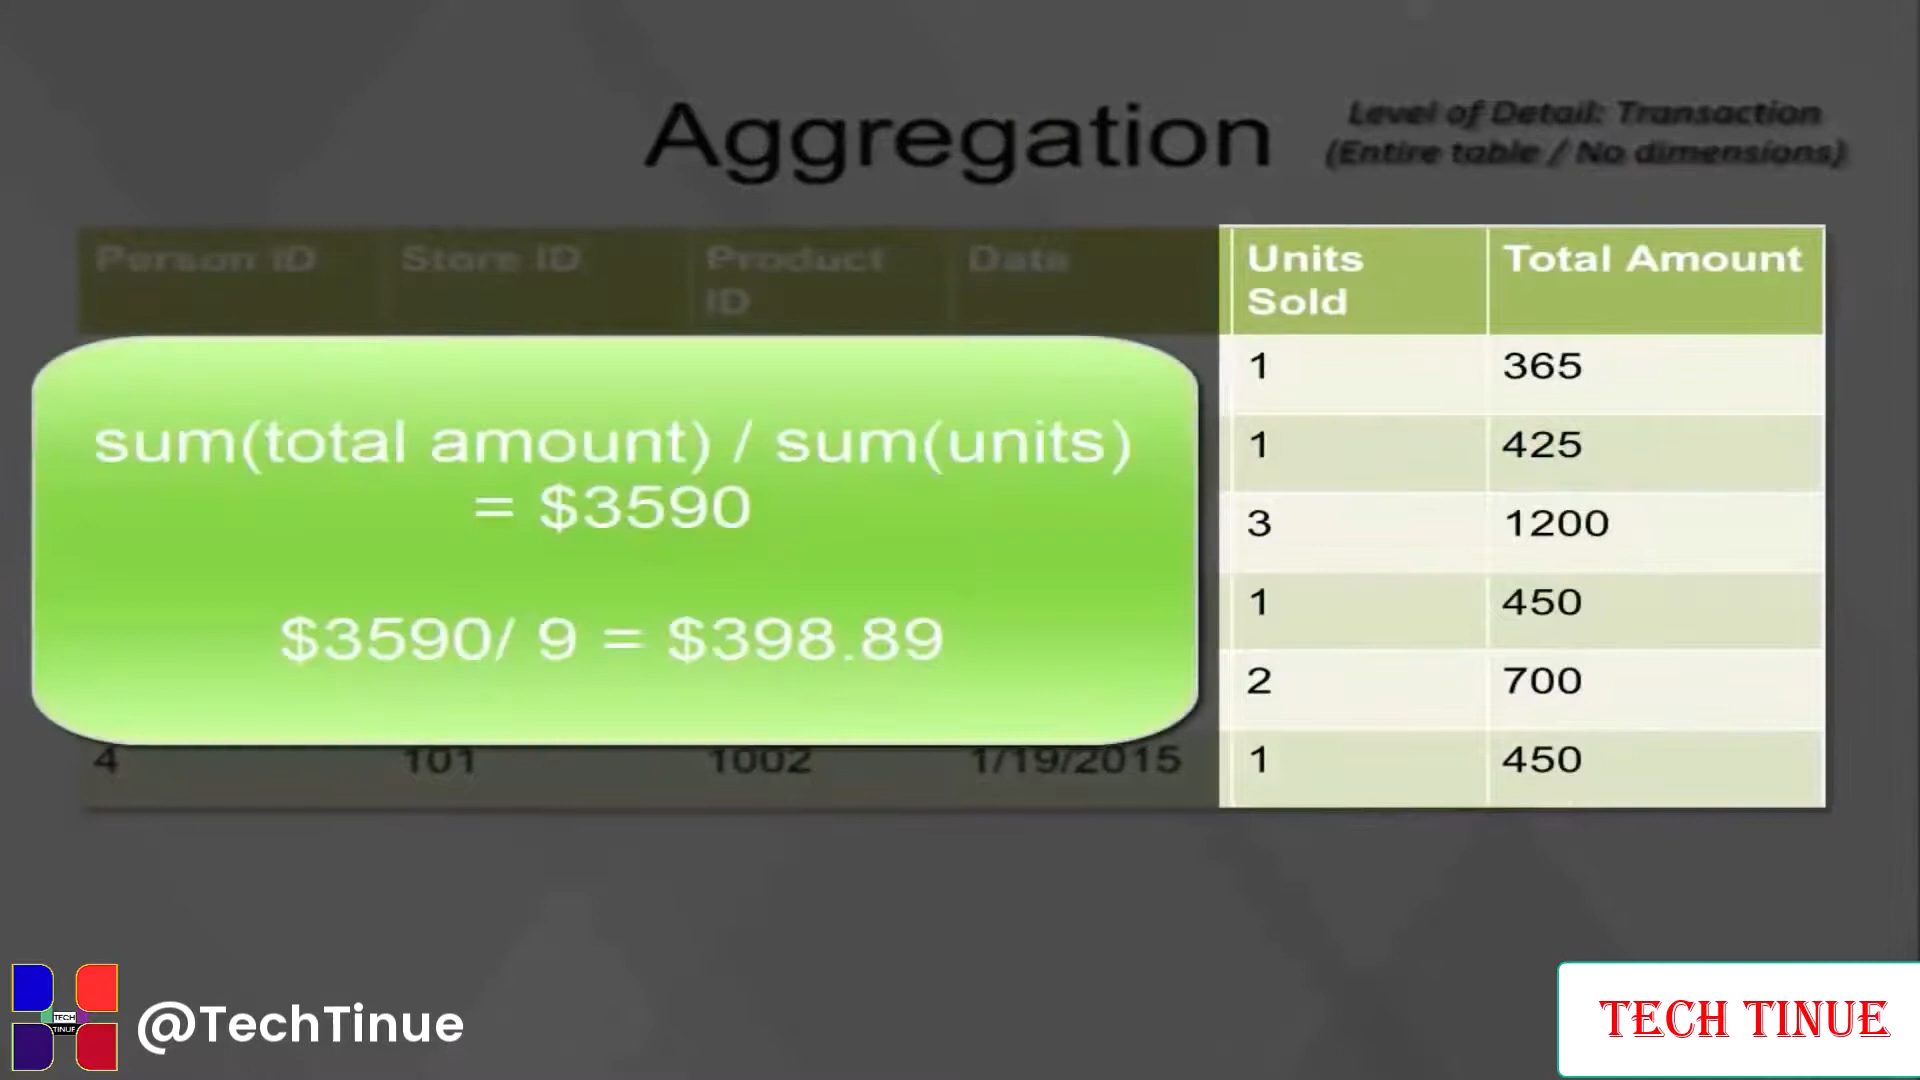 Aggregation
Level of Detail: Transaction
(Entire table / No dimensions)
Person ID Store ID Product ID Date Units Sold Total Amount
1 365
1 425
3 1200
1 450
2 700
4 101 1002 1/19/2015 1 450
sum(total amount) / sum(units)
= $3590
$3590/ 9 = $398.89
TECH
TINUE
@TechTinue
TECH TINUE